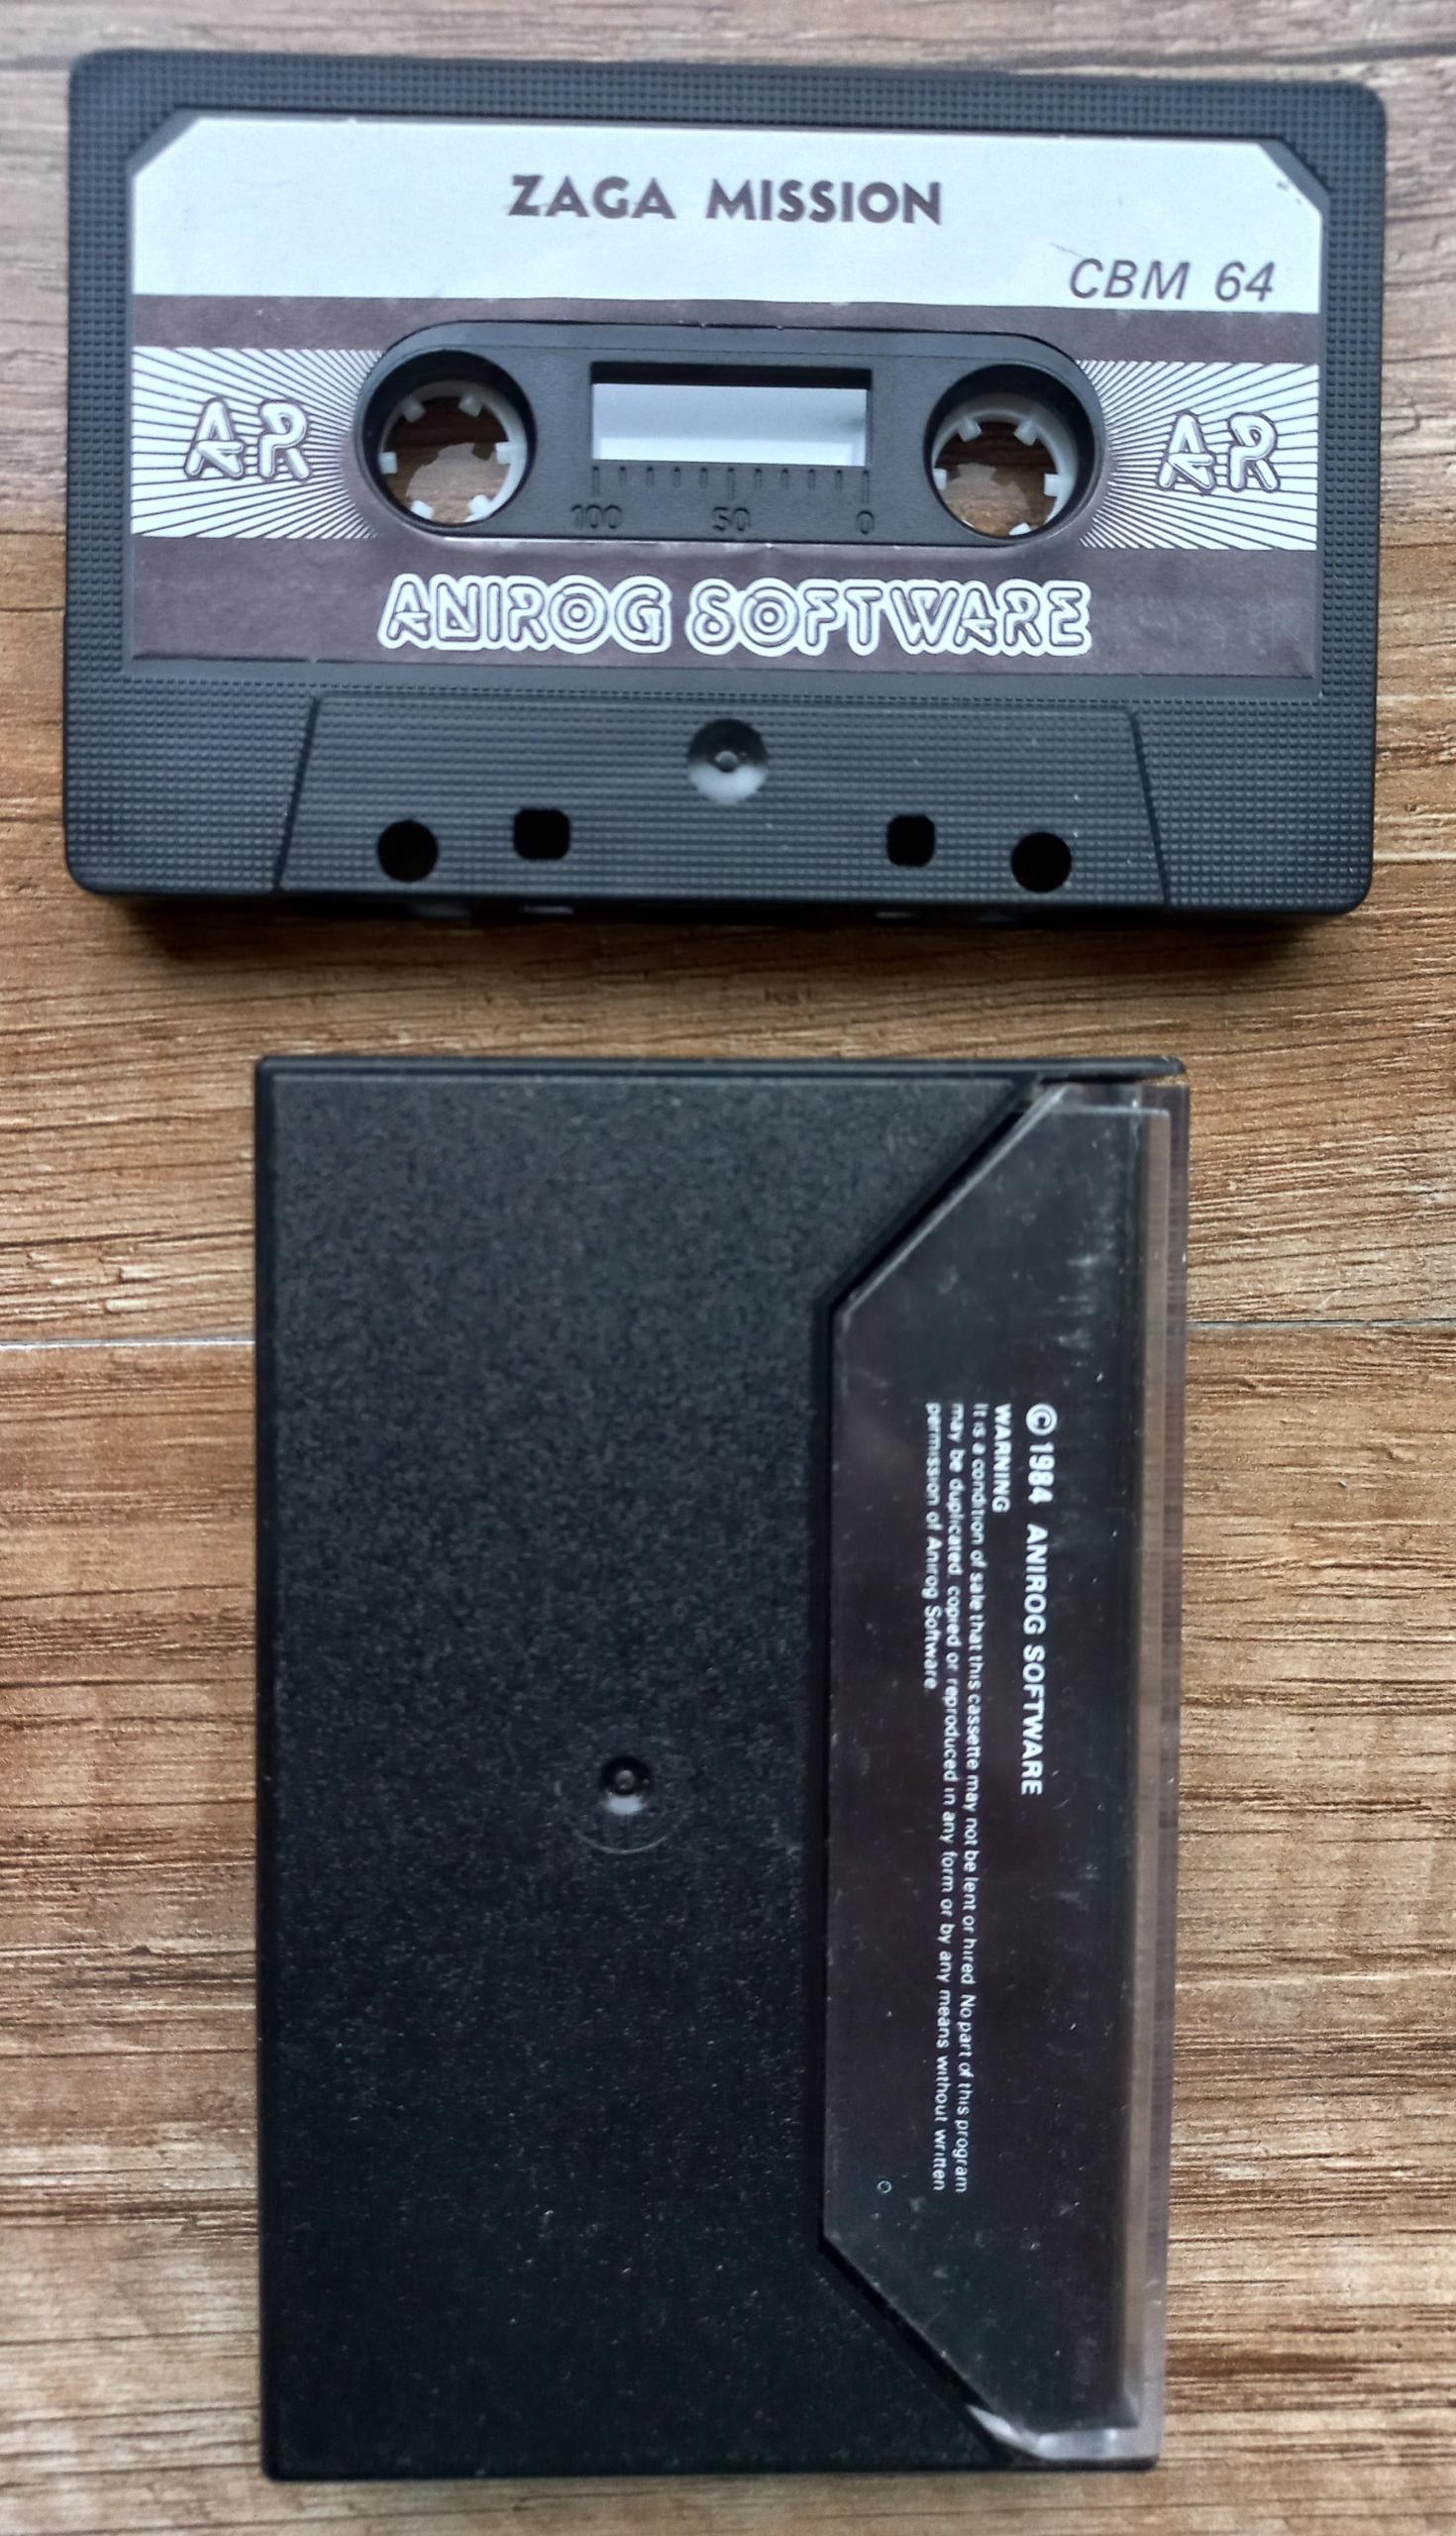 ZAGA MISSION
CBM 64
AR
AR
100 50 0
ANIROG SOFTWARE
© 1984 ANIROG SOFTWARE
WARNING
It is a condition of sale that this cassette may not be lent or hired. No part of this program
may be duplicated, copied or reproduced in any form or by any means without written
permission of Anirog Software